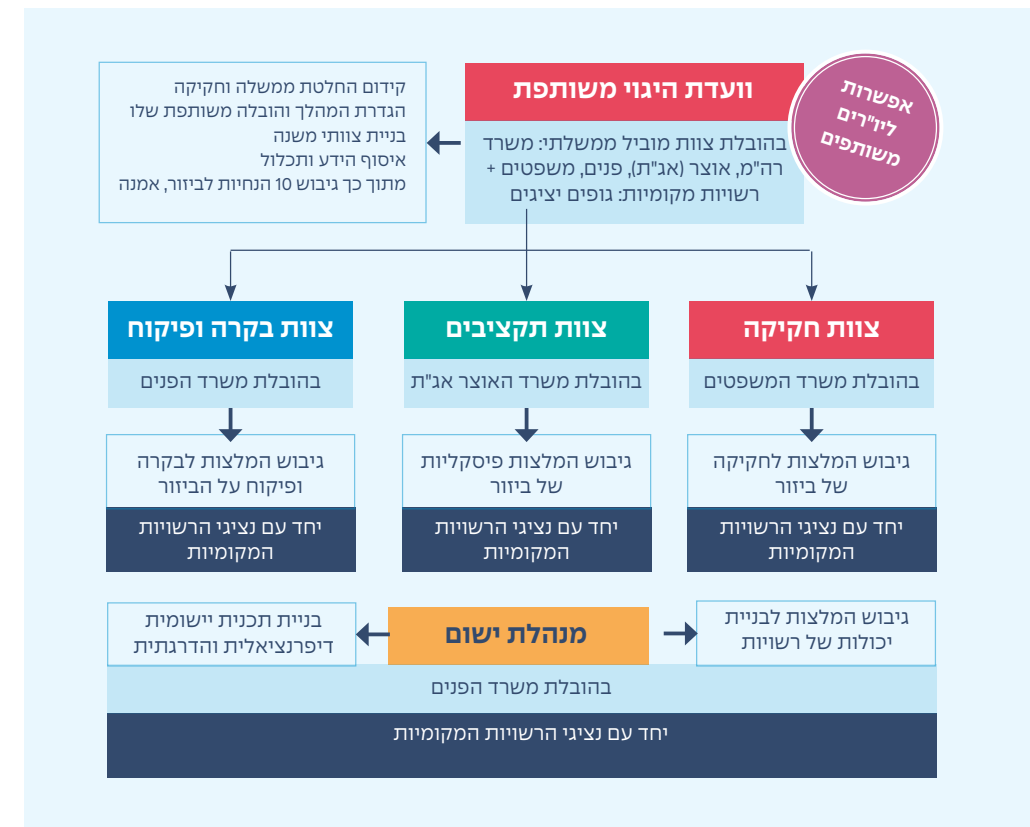 אפשרות
ליו"רים
משותפים
וועדת היגוי משותפת
בהובלת צוות מוביל ממשלתי: משרד
רה"מ, אוצר (אג"ת), פנים, משפטים +
רשויות מקומיות: גופים יציגים
קידום החלטת ממשלה וחקיקה
הגדרת המהלך והובלה משותפת שלו
בניית צוותי משנה
איסוף הידע ותכלול
מתוך כך גיבוש 10 הנחיות לביזור, אמנה
צוות חקיקה
בהובלת משרד המשפטים
גיבוש המלצות לחקיקה
של ביזור
יחד עם נציגי הרשויות
המקומיות
צוות תקציבים
בהובלת משרד האוצר אג"ת
גיבוש המלצות פיסקליות
של ביזור
יחד עם נציגי הרשויות
המקומיות
צוות בקרה ופיקוח
בהובלת משרד הפנים
גיבוש המלצות לבקרה
ופיקוח על הביזור
יחד עם נציגי הרשויות
המקומיות
גיבוש המלצות לבניית
יכולות של רשויות
מנהלת ישום
בניית תכנית יישומית
דיפרנציאלית והדרגתית
בהובלת משרד הפנים
יחד עם נציגי הרשויות המקומיות